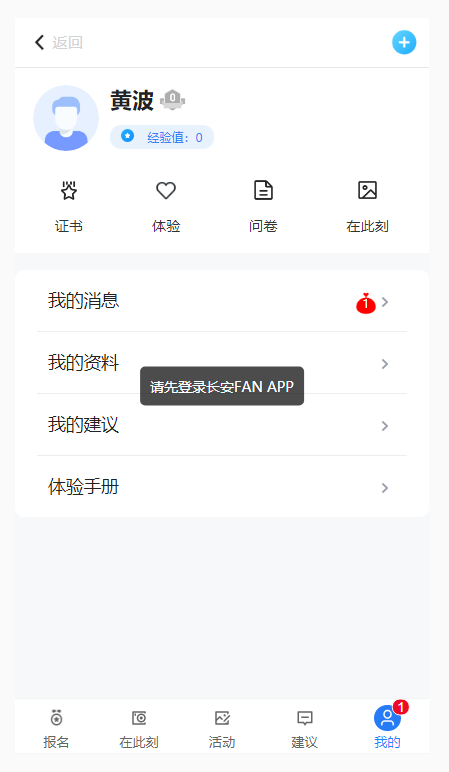 返回
黄波
0
经验值：0
证书
体验
问卷
在此刻
我的消息
1
我的资料
请先登录长安FAN APP
我的建议
体验手册
1
报名
在此刻
活动
建议
我的